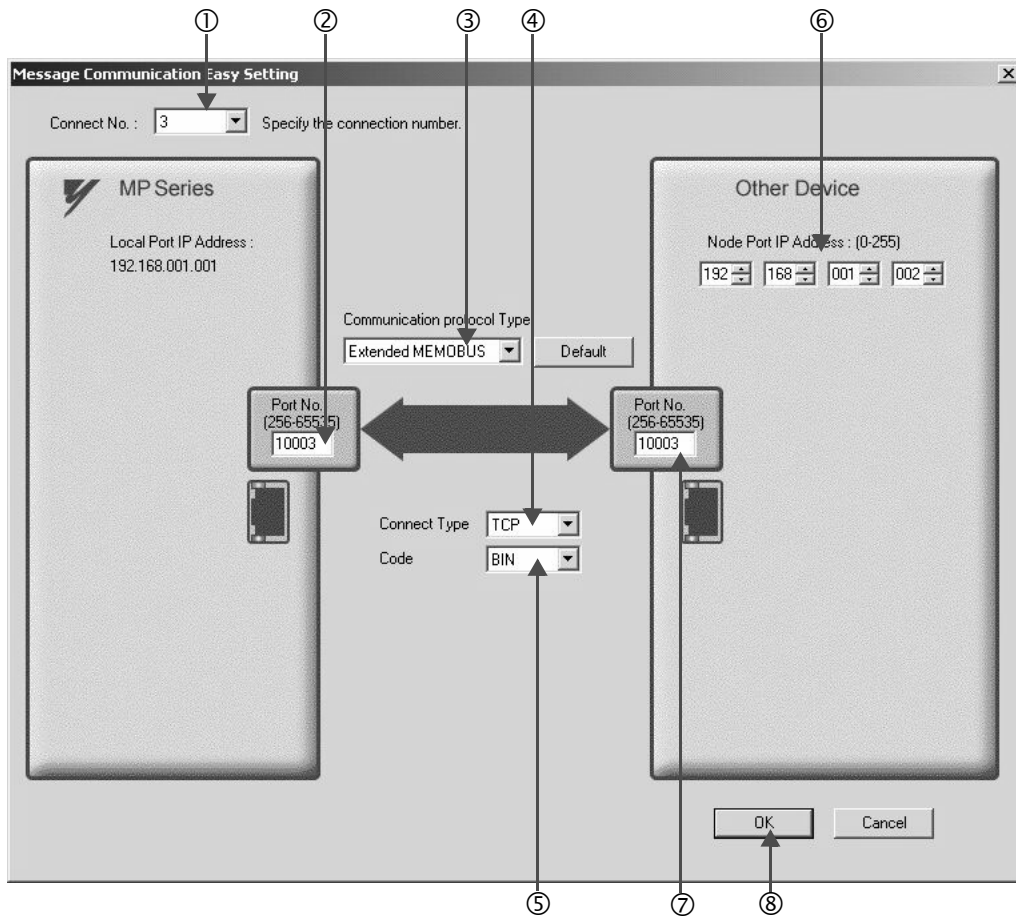 ① ② ③ ④ ⑥
Message Communication Easy Setting
Connect No. : 3 Specify the connection number.
MP Series
Local Port IP Address :
192.168.001.001
Other Device
Node Port IP Address : (0-255)
192 168 001 002
Communication protocol Type
Extended MEMOBUS Default
Port No.
(256-65535)
10003
Port No.
(256-65535)
10003
Connect Type TCP
Code BIN
OK Cancel
⑤ ⑦ ⑧